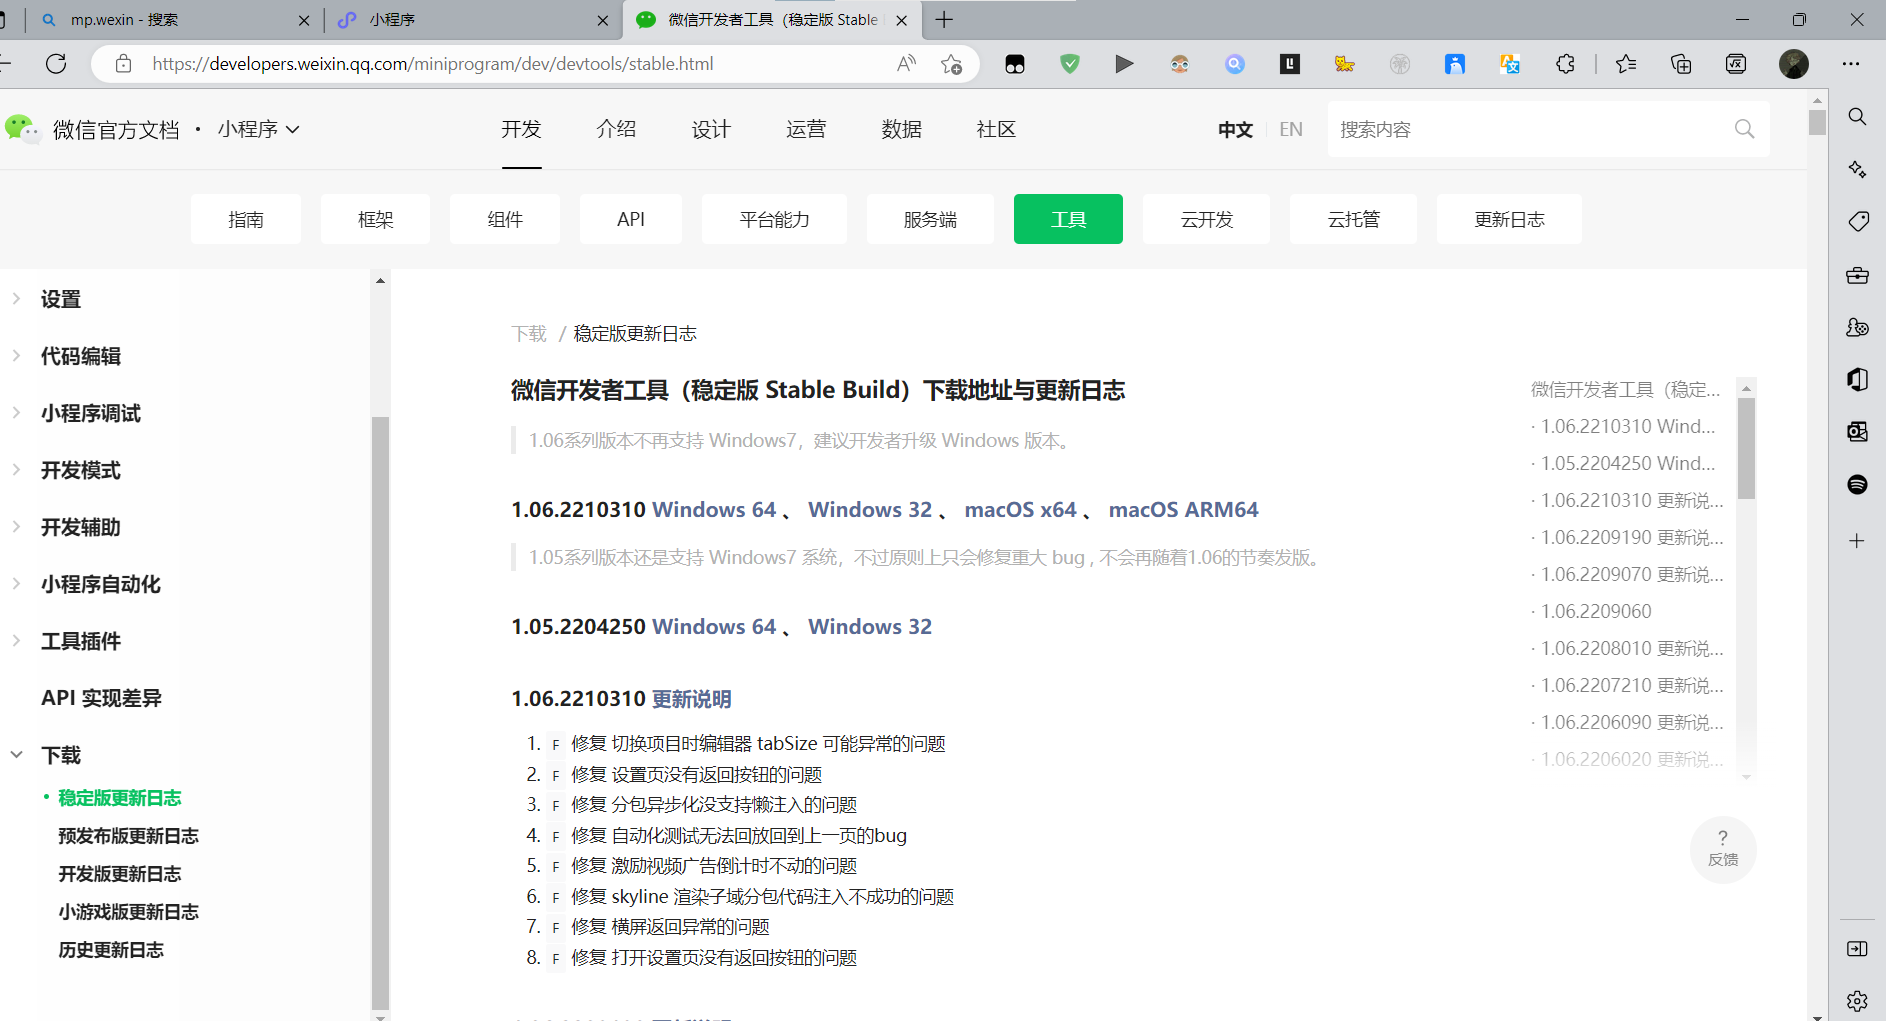 mp.wexin - 搜索
小程序
微信开发者工具（稳定版 Stable
https://developers.weixin.qq.com/miniprogram/dev/devtools/stable.html
微信官方文档 · 小程序
开发 介绍 设计 运营 数据 社区
中文 EN
搜索内容
指南 框架 组件 API 平台能力 服务端 工具 云开发 云托管 更新日志
设置
代码编辑
小程序调试
开发模式
开发辅助
小程序自动化
工具插件
API 实现差异
下载
• 稳定版更新日志
预发布版更新日志
开发版更新日志
小游戏版更新日志
历史更新日志
下载 / 稳定版更新日志
微信开发者工具（稳定版 Stable Build）下载地址与更新日志
1.06系列版本不再支持 Windows7，建议开发者升级 Windows 版本。
1.06.2210310 Windows 64 、 Windows 32 、 macOS x64 、 macOS ARM64
1.05系列版本还是支持 Windows7 系统，不过原则上只会修复重大 bug , 不会再随着1.06的节奏发版。
1.05.2204250 Windows 64 、 Windows 32
1.06.2210310 更新说明
1. F 修复 切换项目时编辑器 tabSize 可能异常的问题
2. F 修复 设置页没有返回按钮的问题
3. F 修复 分包异步化没支持懒注入的问题
4. F 修复 自动化测试无法回放回到上一页的bug
5. F 修复 激励视频广告倒计时不动的问题
6. F 修复 skyline 渲染子域分包代码注入不成功的问题
7. F 修复 横屏返回异常的问题
8. F 修复 打开设置页没有返回按钮的问题
微信开发者工具（稳定...
· 1.06.2210310 Wind...
· 1.05.2204250 Wind...
· 1.06.2210310 更新说...
· 1.06.2209190 更新说...
· 1.06.2209070 更新说...
· 1.06.2209060
· 1.06.2208010 更新说...
· 1.06.2207210 更新说...
· 1.06.2206090 更新说...
· 1.06.2206020 更新说...
?
反馈